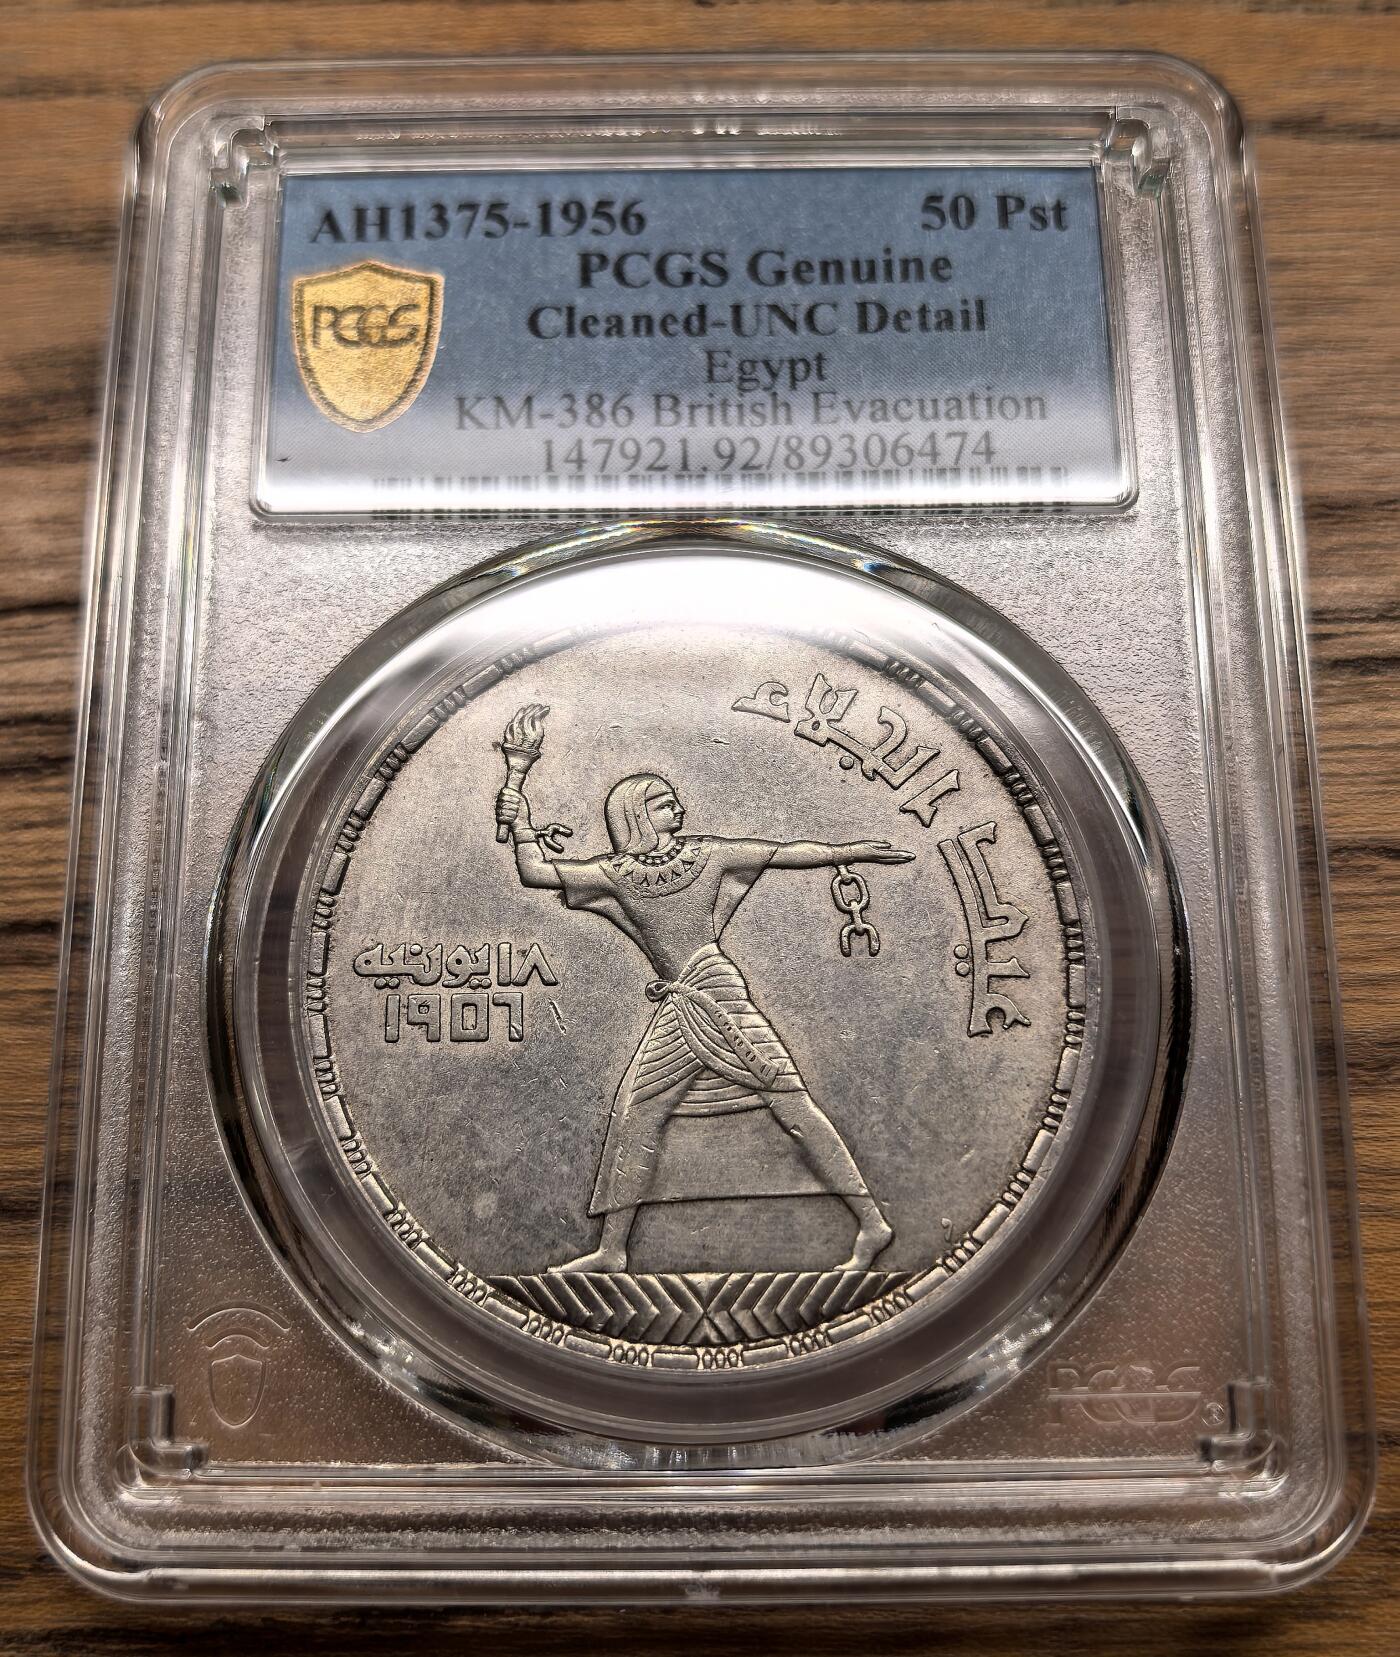 AH1375-1956 50 Pst
PCGS Genuine
Cleaned-UNC Detail
Egypt
KM-386 British Evacuation
147921.92/89306474
PCGS
عيد الجلاء
١٨ يونيه
١٩٥٦
PCGS®